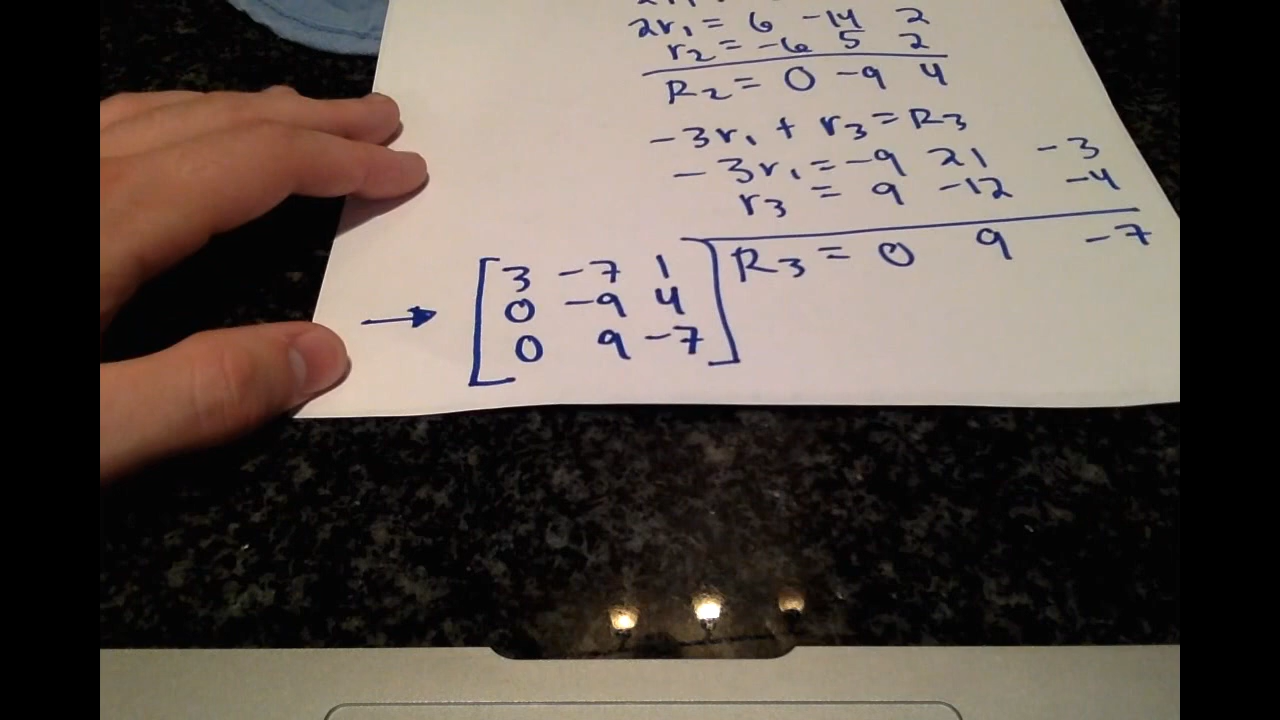 2r₁ = 6 -14 2
r₂ = -6 5 2
R₂ = 0 -9 4
-3r₁ + r₃ = R₃
-3r₁ = -9 21 -3
r₃ = 9 -12 -4
R₃ = 0 9 -7
→ [3 -7 1
0 -9 4
0 9 -7]